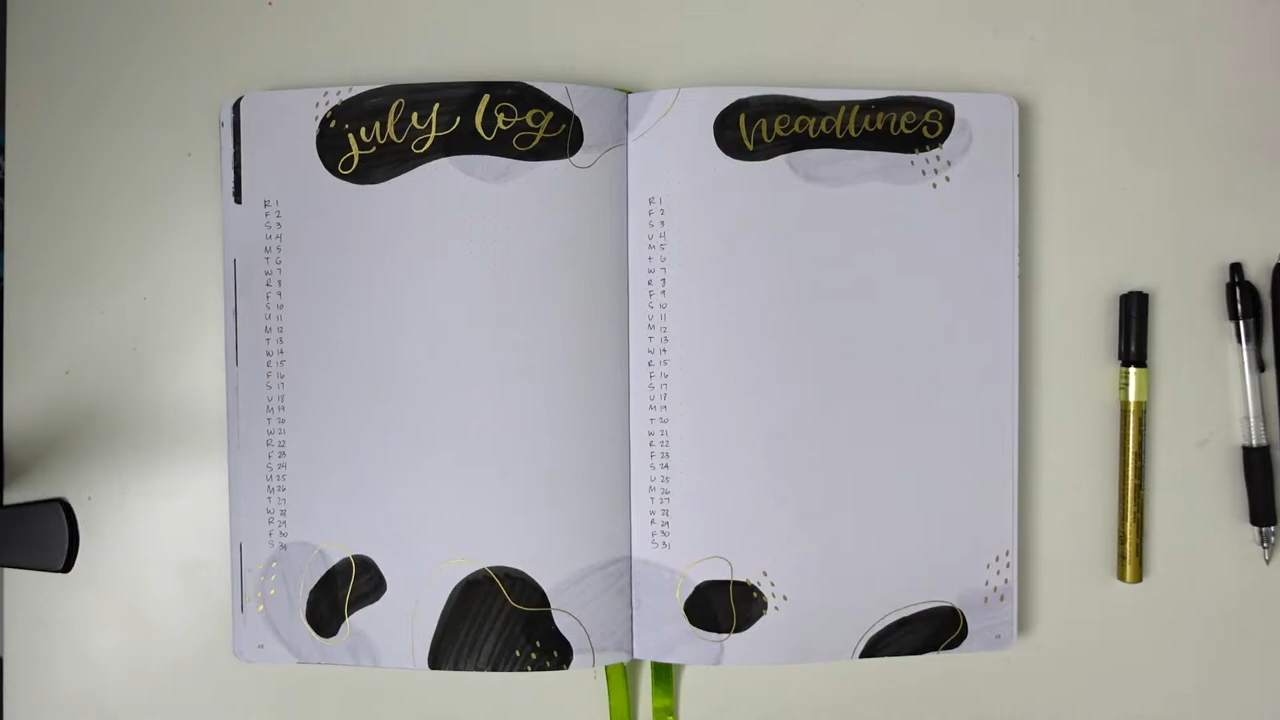 july log
R 1
F 2
S 3
U 4
M 5
T 6
W 7
R 8
F 9
S 10
U 11
M 12
T 13
W 14
R 15
F 16
S 17
U 18
M 19
T 20
W 21
R 22
F 23
S 24
U 25
M 26
T 27
W 28
R 29
F 30
S 31
headlines
R 1
F 2
S 3
U 4
M 5
T 6
W 7
R 8
F 9
S 10
U 11
M 12
T 13
W 14
R 15
F 16
S 17
U 18
M 19
T 20
W 21
R 22
F 23
S 24
U 25
M 26
T 27
W 28
R 29
F 30
S 31